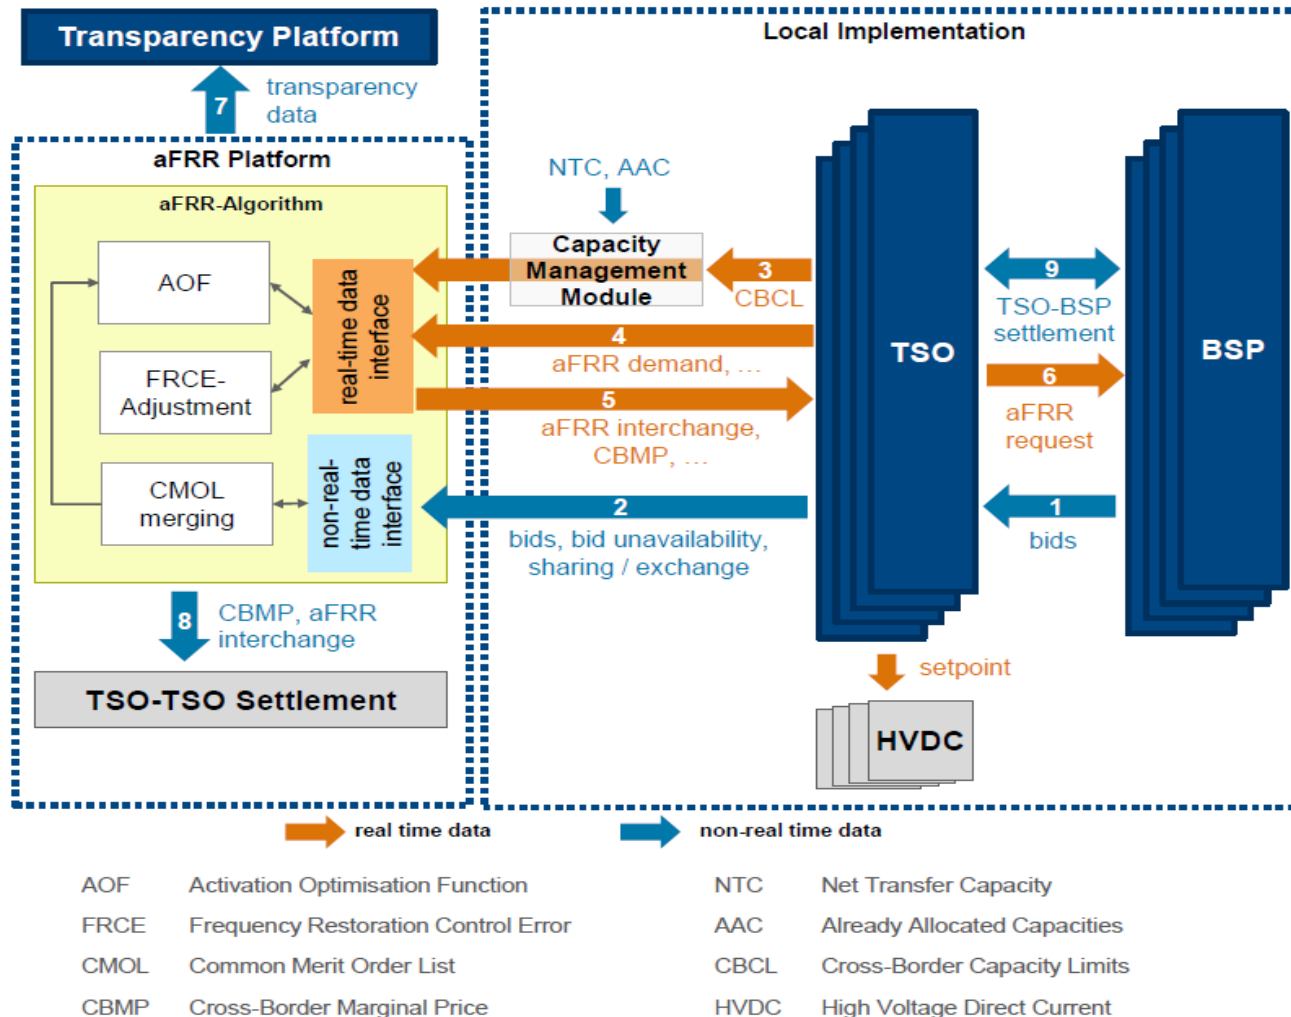 Transparency Platform
Local Implementation
7
transparency
data
aFRR Platform
aFRR-Algorithm
AOF
FRCE-
Adjustment
CMOL
merging
real-time data
interface
non-real-
time data
interface
8
CBMP, aFRR
interchange
TSO-TSO Settlement
NTC, AAC
Capacity
Management
Module
3
CBCL
4
aFRR demand, …
5
aFRR interchange,
CBMP, …
2
bids, bid unavailability,
sharing / exchange
TSO
9
TSO-BSP
settlement
6
aFRR
request
1
bids
BSP
setpoint
HVDC
real time data
non-real time data
AOF Activation Optimisation Function
NTC Net Transfer Capacity
FRCE Frequency Restoration Control Error
AAC Already Allocated Capacities
CMOL Common Merit Order List
CBCL Cross-Border Capacity Limits
CBMP Cross-Border Marginal Price
HVDC High Voltage Direct Current